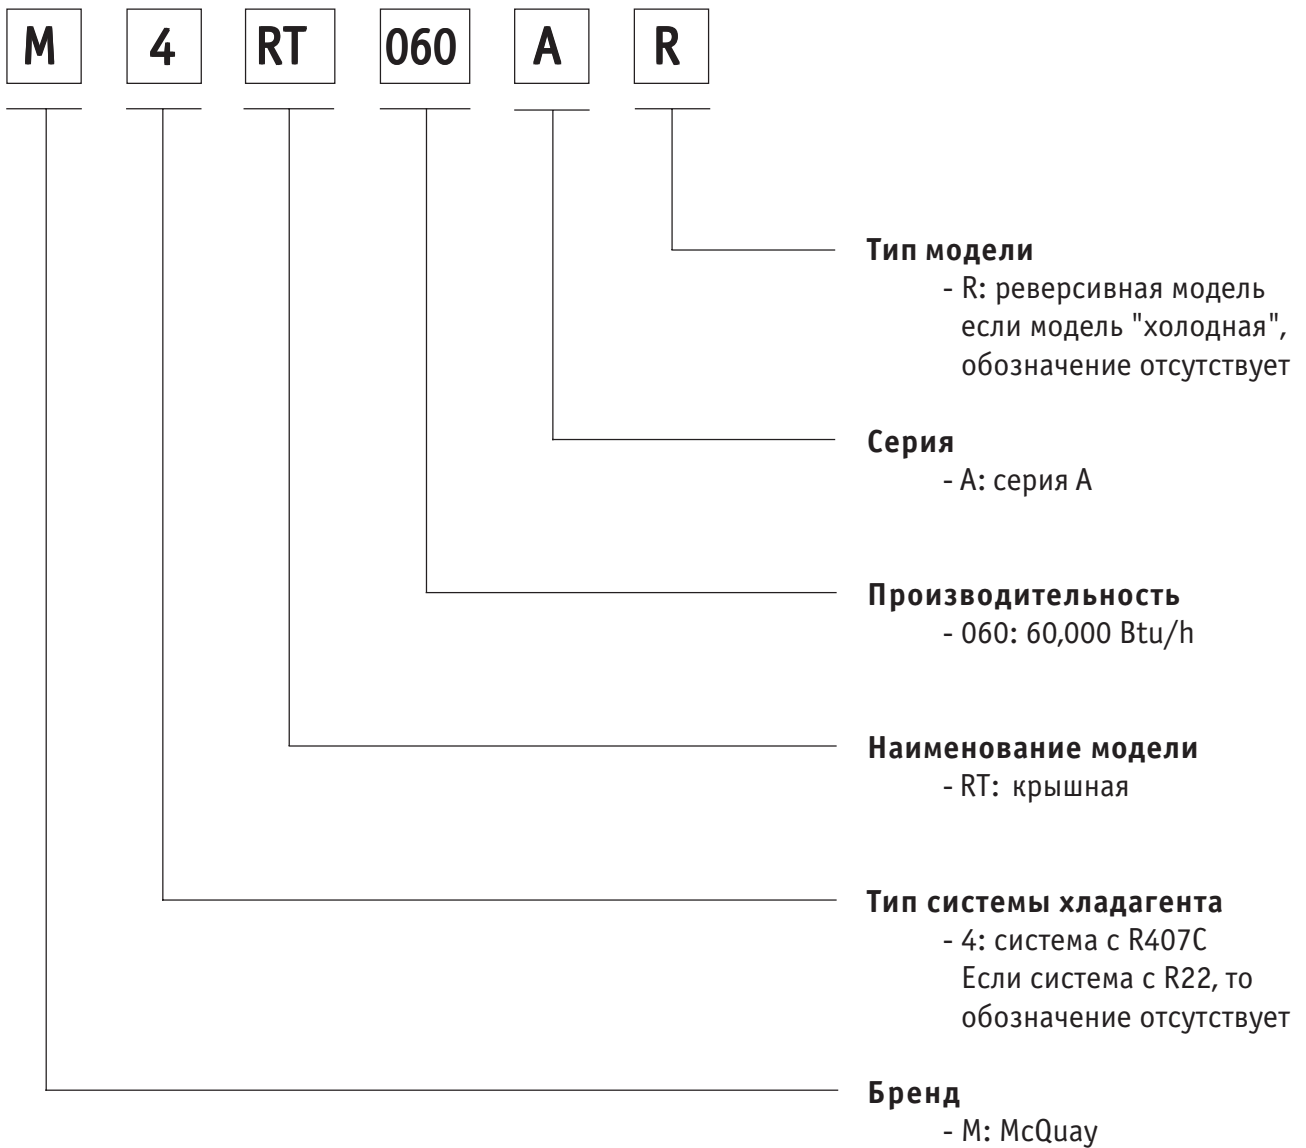 M 4 RT 060 A R
Тип модели
- R: реверсивная модель
если модель "холодная",
обозначение отсутствует
Серия
- А: серия А
Производительность
- 060: 60,000 Btu/h
Наименование модели
- RT: крышная
Тип системы хладагента
- 4: система с R407C
Если система с R22, то
обозначение отсутствует
Бренд
- M: McQuay